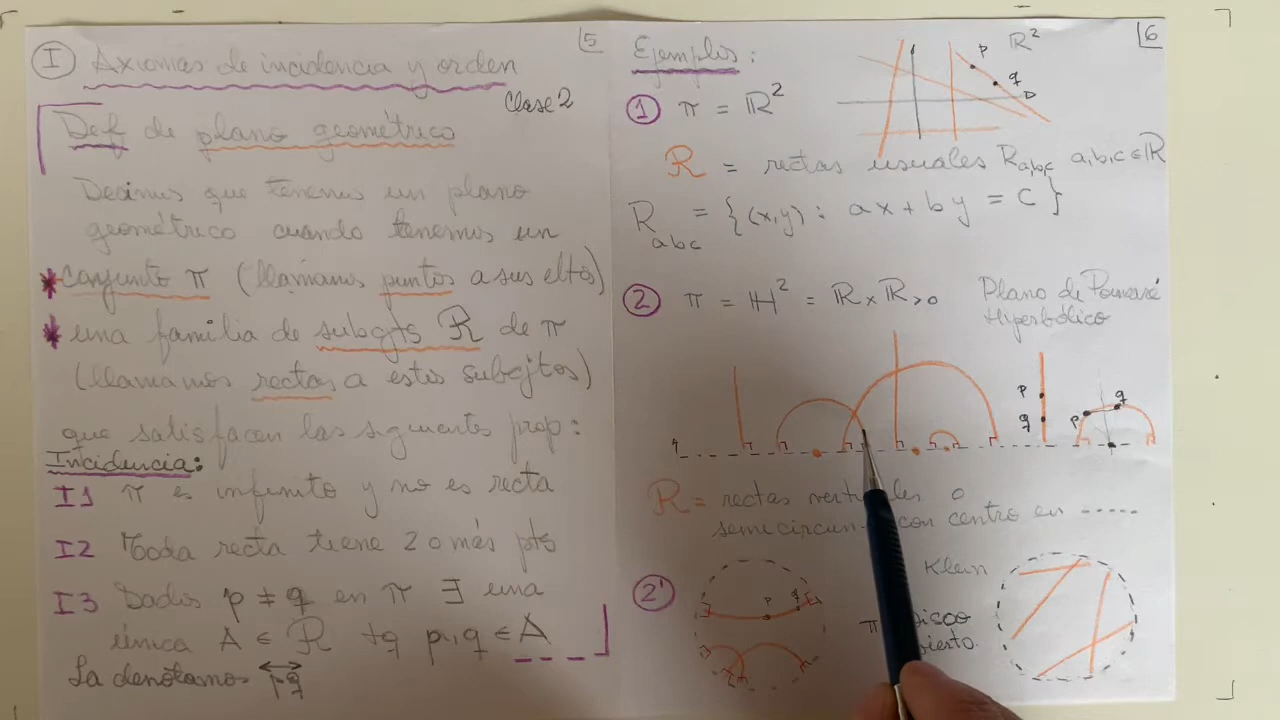 5
I Axiomas de incidencia y orden
Clase 2
Def de plano geométrico
Decimos que tenemos un plano
geométrico cuando tenemos un
* conjunto π (llamamos puntos a sus eltos)
* una familia de subcjts R de π
(llamamos rectas a estos subcjtos)
que satisfacen las siguientes prop:
Incidencia:
I1 π es infinito y no es recta
I2 Toda recta tiene 2 o más pts
I3 Dados p ≠ q en π ∃ una
única A ∈ R tq p, q ∈ A
La denotamos pq
6
Ejemplos:
p
q
R²
1 π = R²
R = rectas usuales Rabc a,b,c ∈ R
Rabc = {(x,y) : ax + by = c}
2 π = H² = R x R>0 Plano de Poincaré
Hiperbólico
p
q
p
q
R = rectas o
semicircun con centro en -----
2'
p
q
π
Klein